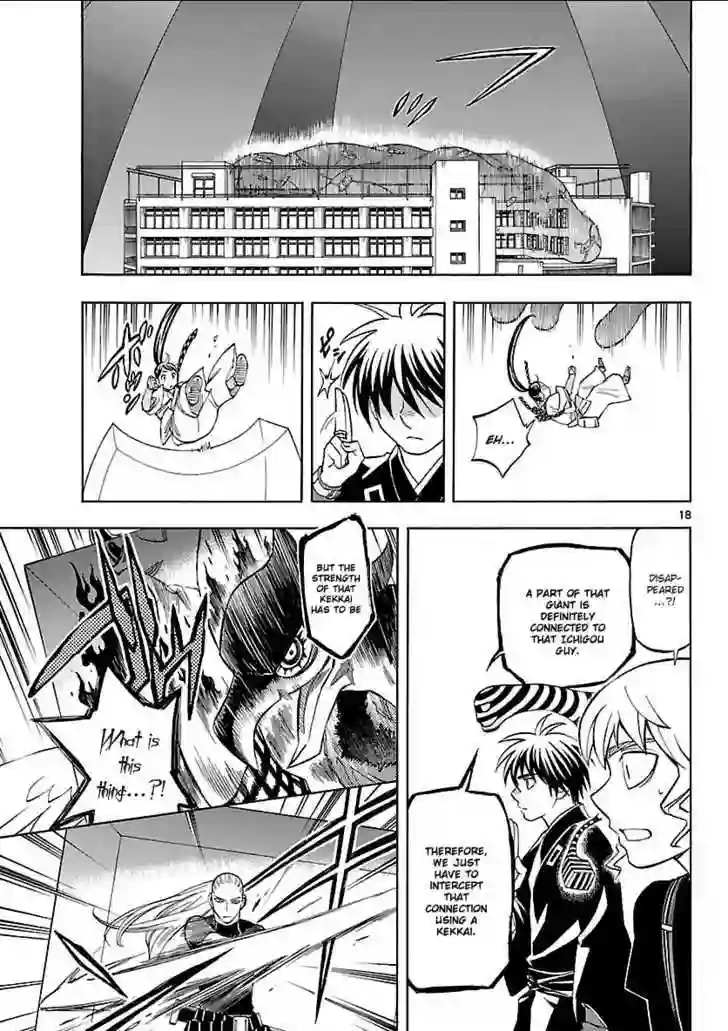 EH...
18
DISAP-
PEARED
...?!
A PART OF THAT
GIANT IS
DEFINITELY
CONNECTED TO
THAT ICHIGOU
GUY.
THEREFORE,
WE JUST
HAVE TO
INTERCEPT
THAT
CONNECTION
USING A
KEKKAI.
BUT THE
STRENGTH
OF THAT
KEKKAI
HAS TO BE
What is
this
thing...?!